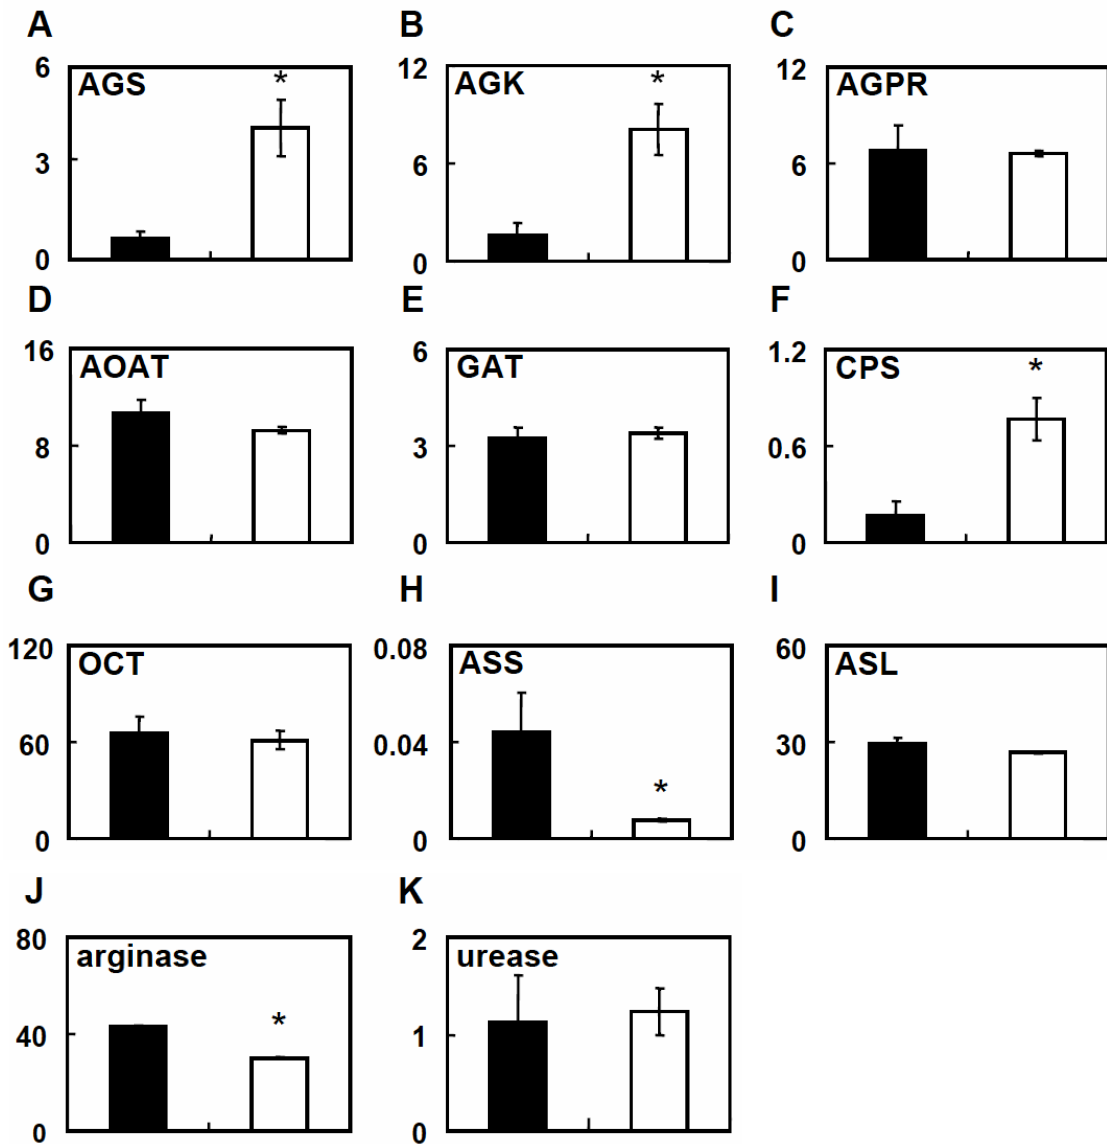 A B C
6 AGS * 3 0
12 AGK * 6 0
12 AGPR 6 0
D E F
16 AOAT 8 0
6 GAT 3 0
1.2 CPS * 0.6 0
G H I
120 OCT 60 0
0.08 ASS 0.04 * 0
60 ASL 30 0
J K
80 arginase 40 * 0
2 urease 1 0